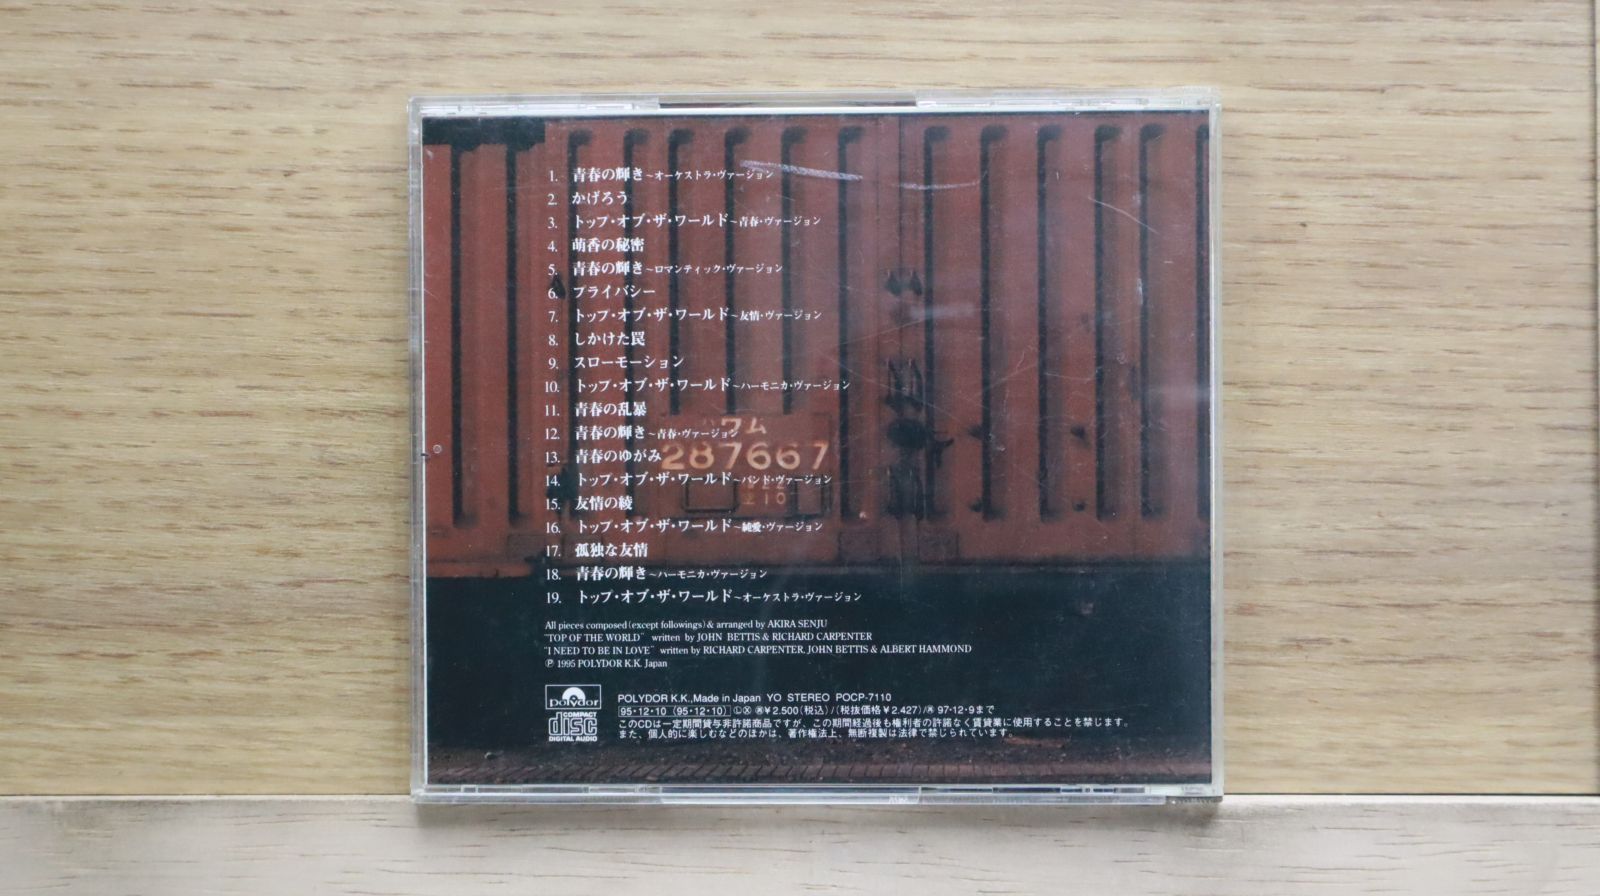 1. 青春の輝き~オーケストラ・ヴァージョン
2. かげろう
3. トップ・オブ・ザ・ワールド~青春・ヴァージョン
4. 萌香の秘密
5. 青春の輝き~ロマンティック・ヴァージョン
6. プライバシー
7. トップ・オブ・ザ・ワールド~友情・ヴァージョン
8. しかけた罠
9. スローモーション
10. トップ・オブ・ザ・ワールド~ハーモニカ・ヴァージョン
11. 青春の乱暴
12. 青春の輝き~青春・ヴァージョン
13. 青春のゆがみ
14. トップ・オブ・ザ・ワールド~バンド・ヴァージョン
15. 友情の綾
16. トップ・オブ・ザ・ワールド~純愛・ヴァージョン
17. 孤独な友情
18. 青春の輝き~ハーモニカ・ヴァージョン
19. トップ・オブ・ザ・ワールド~オーケストラ・ヴァージョン
ワム
287667
All pieces composed (except followings) & arranged by AKIRA SENJU
"TOP OF THE WORLD" written by JOHN BETTIS & RICHARD CARPENTER
"I NEED TO BE IN LOVE" written by RICHARD CARPENTER. JOHN BETTIS & ALBERT HAMMOND
℗ 1995 POLYDOR K.K. Japan
Polydor
POLYDOR K.K., Made in Japan YO STEREO POCP-7110
COMPACT disc DIGITAL AUDIO
95・12・10 (95・12・10) Ⓛ Ⓧ ¥2.500(税込)/(税抜価格¥2.427)/ 97・12・9まで
このCDは一定期間貸与非許諾商品ですが、この期間経過後も権利者の許諾なく賃貸業に使用することを禁じます。
また、個人的に楽しむなどのほかは、著作権法上、無断複製は法律で禁じられています。